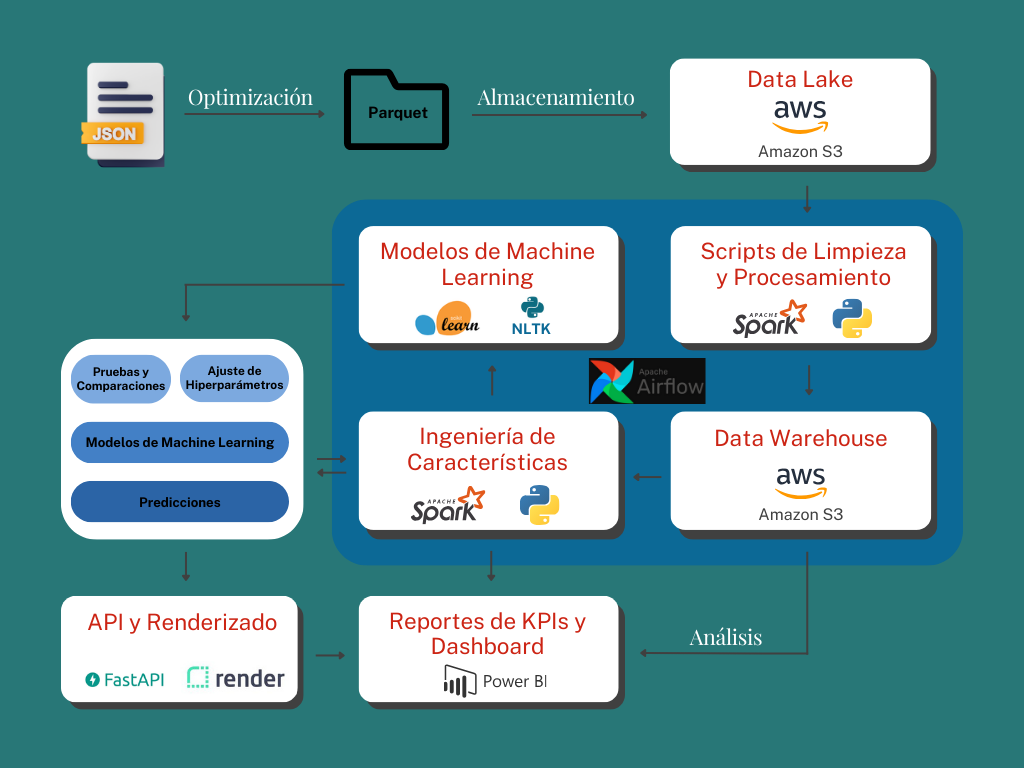 JSON
Optimización
Parquet
Almacenamiento
Data Lake
aws
Amazon S3
Modelos de Machine
Learning
learn
NLTK
Scripts de Limpieza
y Procesamiento
APACHE
Spark
Apache
Airflow
Pruebas y
Comparaciones
Ajuste de
Hiperparámetros
Modelos de Machine Learning
Predicciones
Ingeniería de
Características
APACHE
Spark
Data Warehouse
aws
Amazon S3
API y Renderizado
FastAPI
render
Reportes de KPIs y
Dashboard
Power BI
Análisis